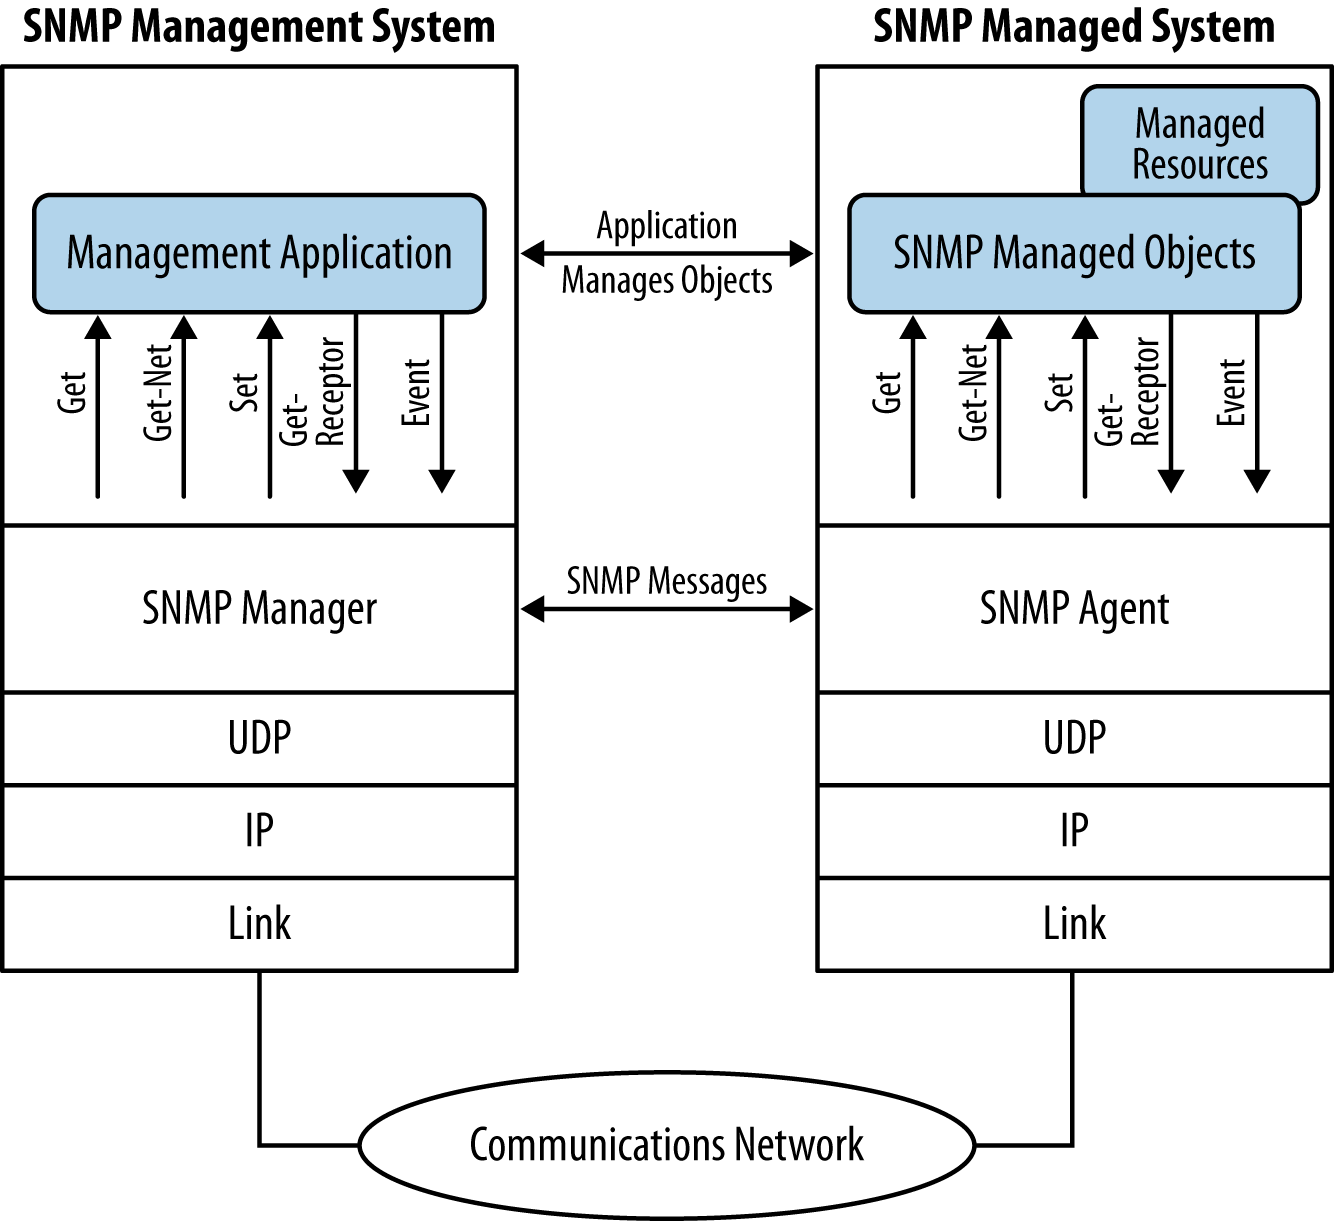 SNMP Management System
SNMP Managed System
Managed
Resources
Management Application
Application
Manages Objects
SNMP Managed Objects
Get
Get-Net
Set
Get-
Receptor
Event
Get
Get-Net
Set
Get-
Receptor
Event
SNMP Manager
SNMP Messages
SNMP Agent
UDP
UDP
IP
IP
Link
Link
Communications Network